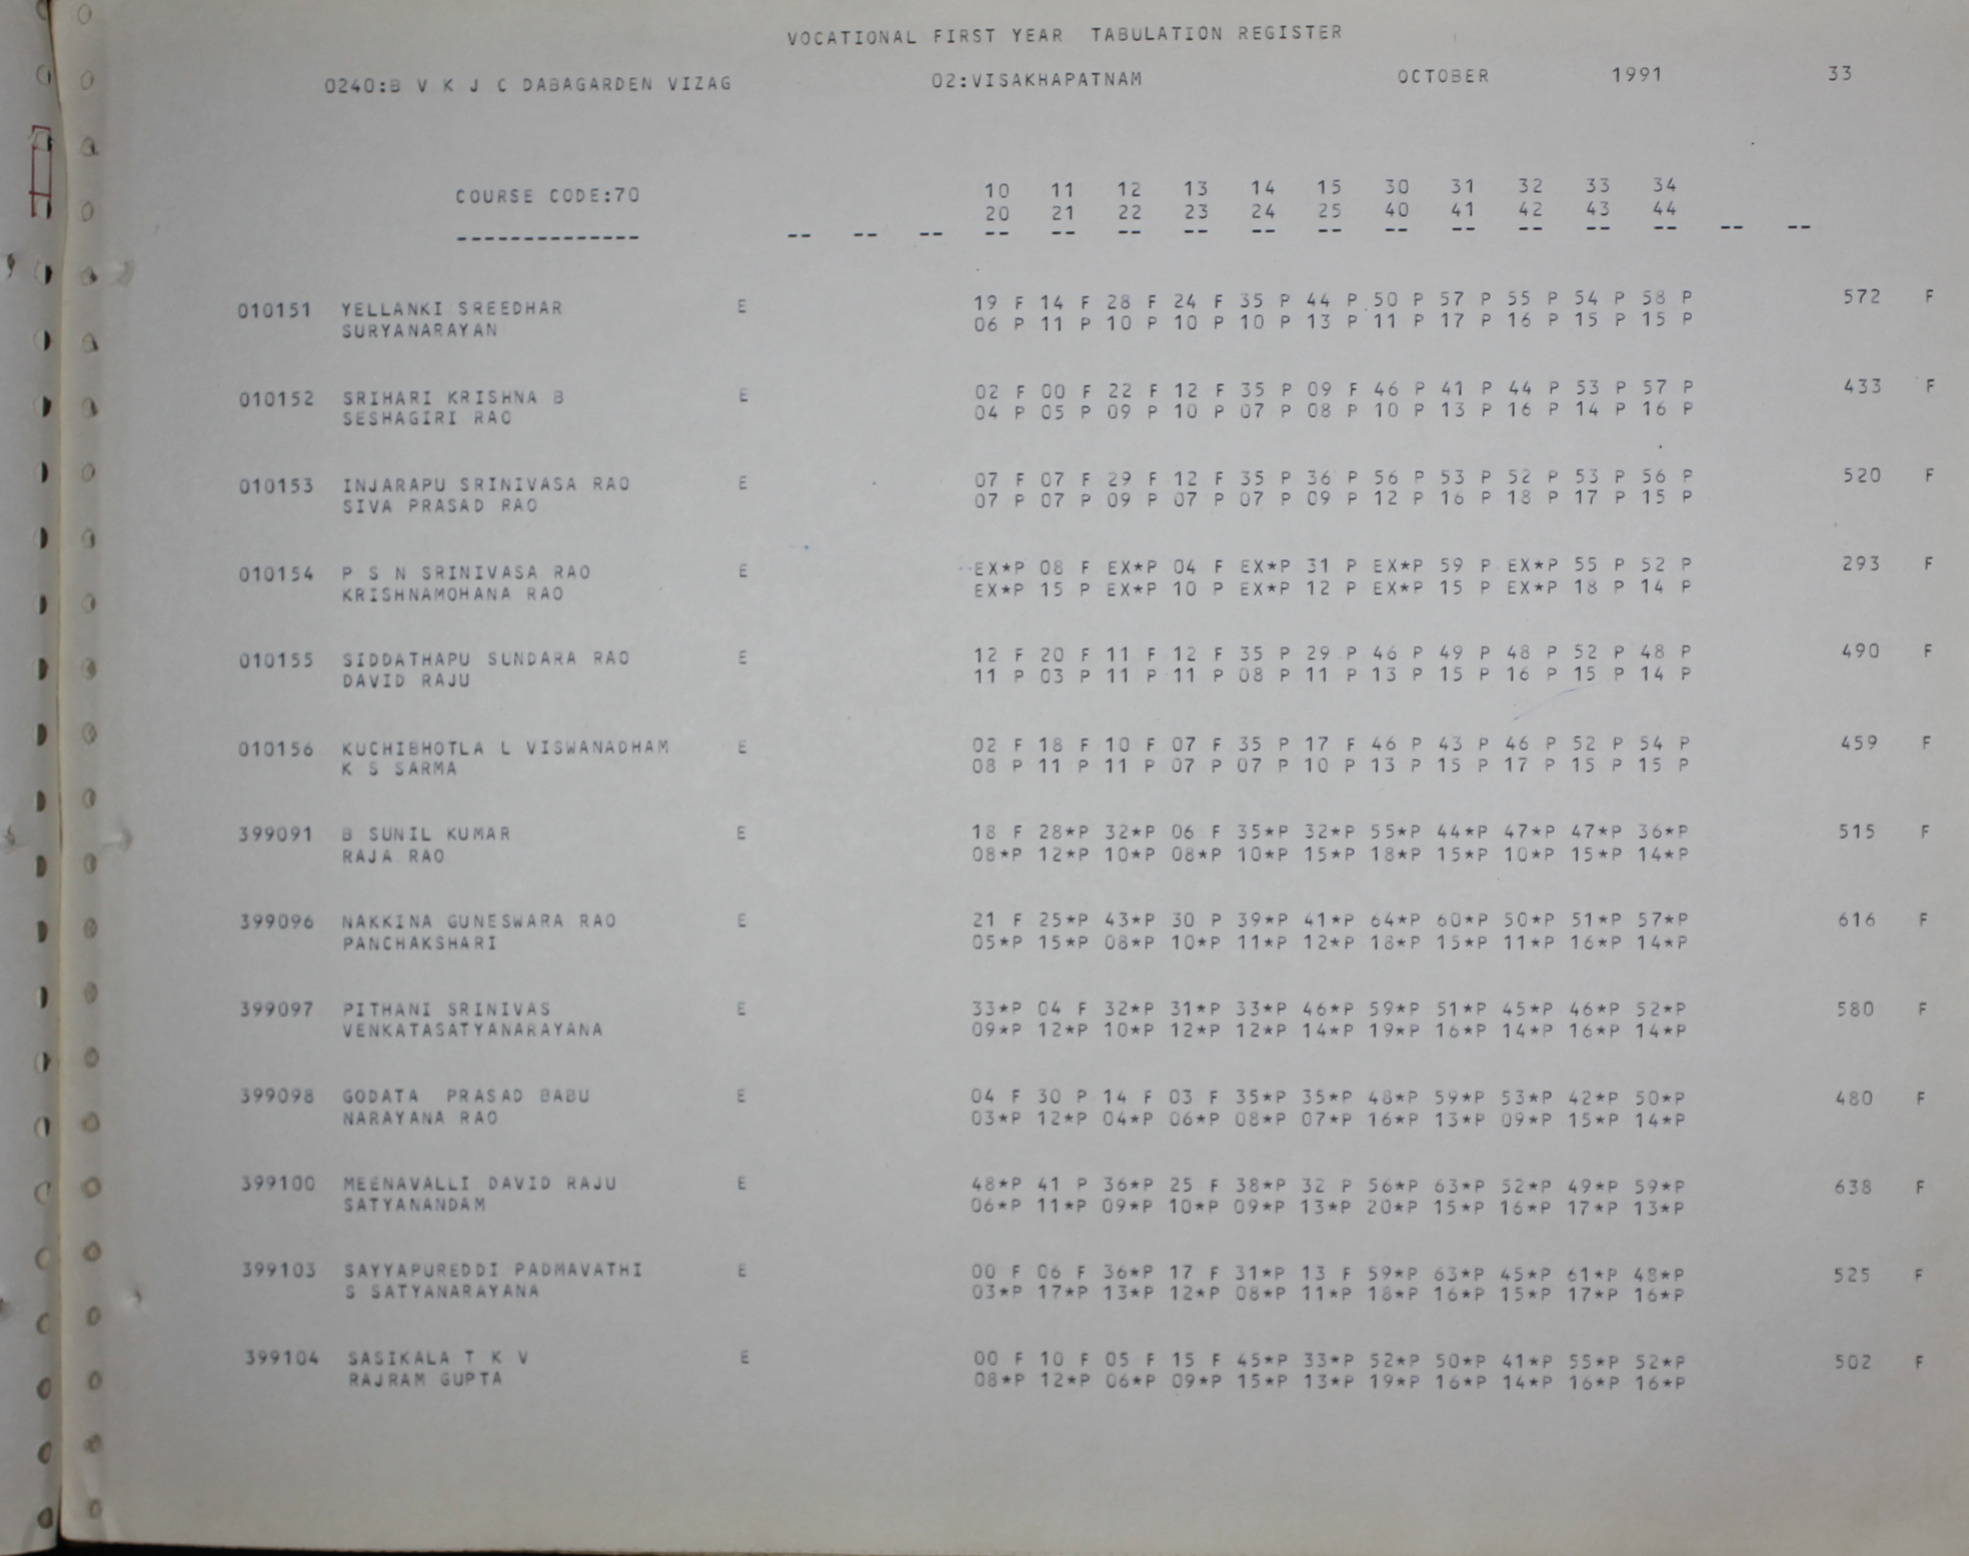 VOCATIONAL FIRST YEAR TABULATION REGISTER
0240:B V K J C DABAGARDEN VIZAG 02:VISAKHAPATNAM OCTOBER 1991 33
COURSE CODE:70 10 11 12 13 14 15 30 31 32 33 34
20 21 22 23 24 25 40 41 42 43 44
-------------- -- -- -- -- -- -- -- -- -- -- -- -- -- -- -- --
010151 YELLANKI SREEDHAR E 19 F 14 F 28 F 24 F 35 P 44 P 50 P 57 P 55 P 54 P 58 P 572 F
SURYANARAYAN 06 P 11 P 10 P 10 P 10 P 13 P 11 P 17 P 16 P 15 P 15 P
010152 SRIHARI KRISHNA B E 02 F 00 F 22 F 12 F 35 P 09 F 46 P 41 P 44 P 53 P 57 P 433 F
SESHAGIRI RAO 04 P 05 P 09 P 10 P 07 P 08 P 10 P 13 P 16 P 14 P 16 P
010153 INJARAPU SRINIVASA RAO E 07 F 07 F 29 F 12 F 35 P 36 P 56 P 53 P 52 P 53 P 56 P 520 F
SIVA PRASAD RAO 07 P 07 P 09 P 07 P 07 P 09 P 12 P 16 P 18 P 17 P 15 P
010154 P S N SRINIVASA RAO E EX*P 08 F EX*P 04 F EX*P 31 P EX*P 59 P EX*P 55 P 52 P 293 F
KRISHNAMOHANA RAO EX*P 15 P EX*P 10 P EX*P 12 P EX*P 15 P EX*P 18 P 14 P
010155 SIDDATHAPU SUNDARA RAO E 12 F 20 F 11 F 12 F 35 P 29 P 46 P 49 P 48 P 52 P 48 P 490 F
DAVID RAJU 11 P 03 P 11 P 11 P 08 P 11 P 13 P 15 P 16 P 15 P 14 P
010156 KUCHIBHOTLA L VISWANADHAM E 02 F 18 F 10 F 07 F 35 P 17 F 46 P 43 P 46 P 52 P 54 P 459 F
K S SARMA 08 P 11 P 11 P 07 P 07 P 10 P 13 P 15 P 17 P 15 P 15 P
399091 B SUNIL KUMAR E 18 F 28*P 32*P 06 F 35*P 32*P 55*P 44*P 47*P 47*P 36*P 515 F
RAJA RAO 08*P 12*P 10*P 08*P 10*P 15*P 18*P 15*P 10*P 15*P 14*P
399096 NAKKINA GUNESWARA RAO E 21 F 25*P 43*P 30 P 39*P 41*P 64*P 60*P 50*P 51*P 57*P 616 F
PANCHAKSHARI 05*P 15*P 08*P 10*P 11*P 12*P 18*P 15*P 11*P 16*P 14*P
399097 PITHANI SRINIVAS E 33*P 04 F 32*P 31*P 33*P 46*P 59*P 51*P 45*P 46*P 52*P 580 F
VENKATASATYANARAYANA 09*P 12*P 10*P 12*P 12*P 14*P 19*P 16*P 14*P 16*P 14*P
399098 GODATA PRASAD BABU E 04 F 30 P 14 F 03 F 35*P 35*P 48*P 59*P 53*P 42*P 50*P 480 F
NARAYANA RAO 03*P 12*P 04*P 06*P 08*P 07*P 16*P 13*P 09*P 15*P 14*P
399100 MEENAVALLI DAVID RAJU E 48*P 41 P 36*P 25 F 38*P 32 P 56*P 63*P 52*P 49*P 59*P 638 F
SATYANANDAM 06*P 11*P 09*P 10*P 09*P 13*P 20*P 15*P 16*P 17*P 13*P
399103 SAYYAPUREDDI PADMAVATHI E 00 F 06 F 36*P 17 F 31*P 13 F 59*P 63*P 45*P 61*P 48*P 525 F
S SATYANARAYANA 03*P 17*P 13*P 12*P 08*P 11*P 18*P 16*P 15*P 17*P 16*P
399104 SASIKALA T K V E 00 F 10 F 05 F 15 F 45*P 33*P 52*P 50*P 41*P 55*P 52*P 502 F
RAJRAM GUPTA 08*P 12*P 06*P 09*P 15*P 13*P 19*P 16*P 14*P 16*P 16*P